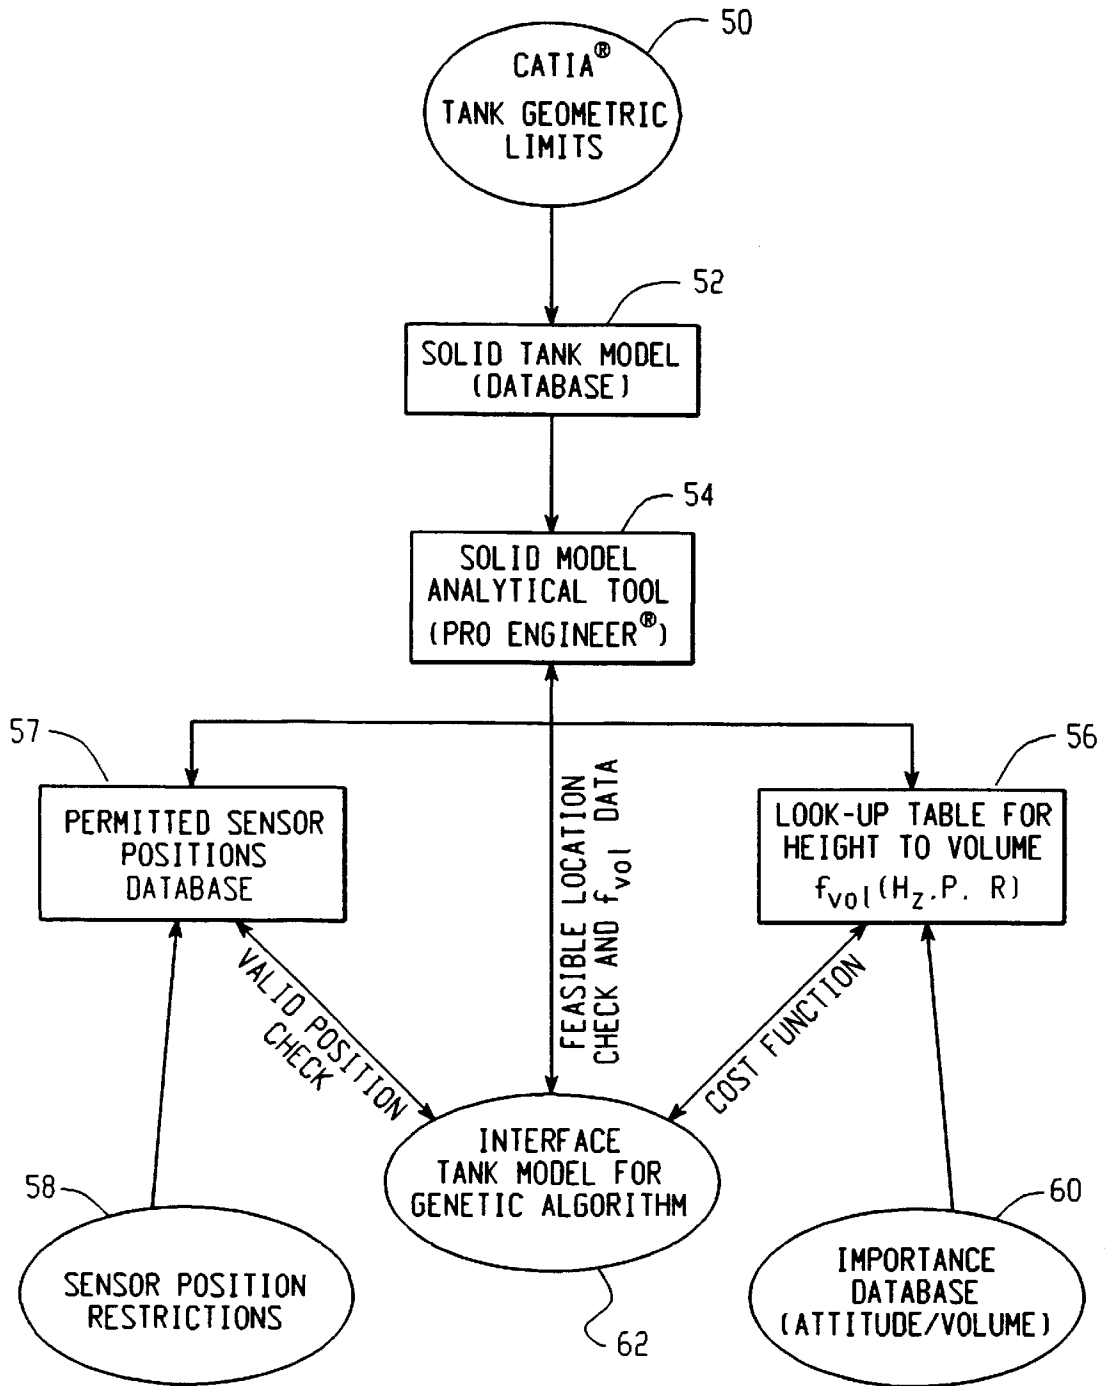 50
CATIA®
TANK GEOMETRIC
LIMITS
52
SOLID TANK MODEL
(DATABASE)
54
SOLID MODEL
ANALYTICAL TOOL
(PRO ENGINEER®)
57
PERMITTED SENSOR
POSITIONS
DATABASE
56
LOOK-UP TABLE FOR
HEIGHT TO VOLUME
fvol(Hz,P, R)
FEASIBLE LOCATION
CHECK AND fvol DATA
VALID POSITION
CHECK
COST FUNCTION
INTERFACE
TANK MODEL FOR
GENETIC ALGORITHM
62
58
SENSOR POSITION
RESTRICTIONS
60
IMPORTANCE
DATABASE
(ATTITUDE/VOLUME)